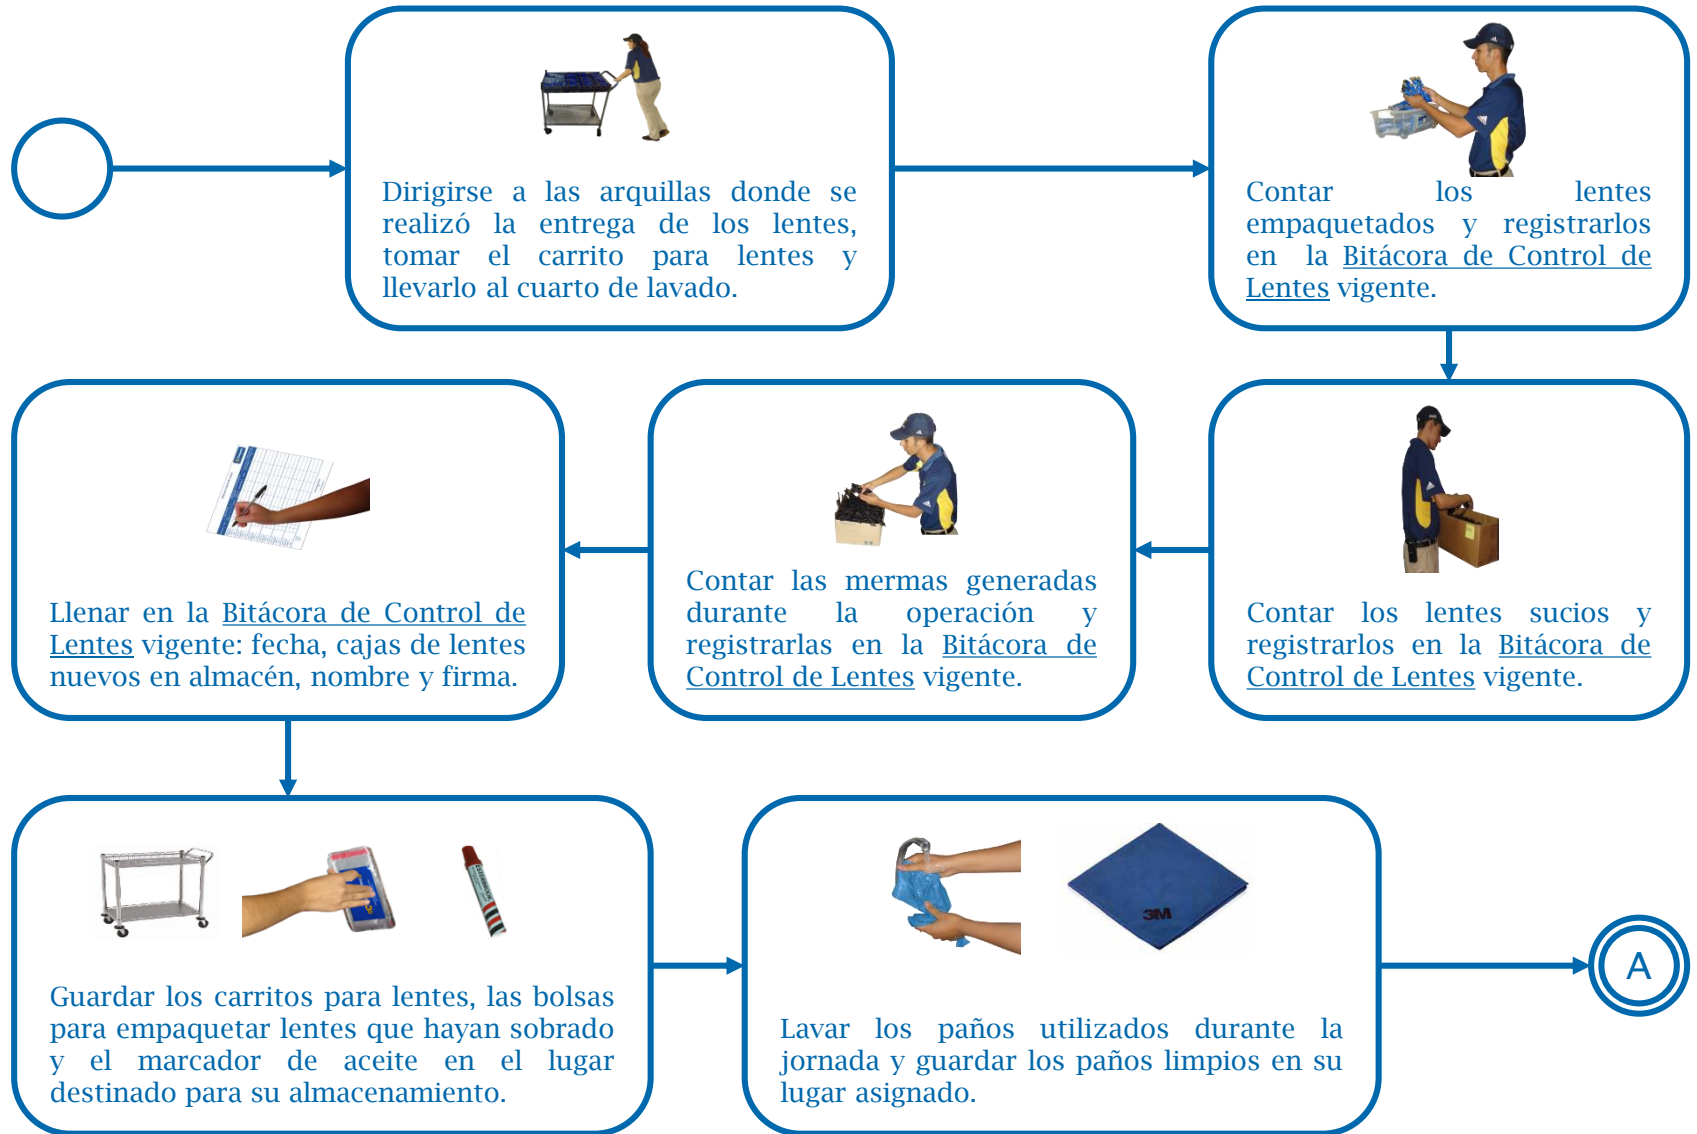 Dirigirse a las arquillas donde se
realizó la entrega de los lentes,
tomar el carrito para lentes y
llevarlo al cuarto de lavado.
Contar los lentes
empaquetados y registrarlos
en la Bitácora de Control de
Lentes vigente.
Contar los lentes sucios y
registrarlos en la Bitácora de
Control de Lentes vigente.
Contar las mermas generadas
durante la operación y
registrarlas en la Bitácora de
Control de Lentes vigente.
Llenar en la Bitácora de Control de
Lentes vigente: fecha, cajas de lentes
nuevos en almacén, nombre y firma.
Guardar los carritos para lentes, las bolsas
para empaquetar lentes que hayan sobrado
y el marcador de aceite en el lugar
destinado para su almacenamiento.
3M
Lavar los paños utilizados durante la
jornada y guardar los paños limpios en su
lugar asignado.
A